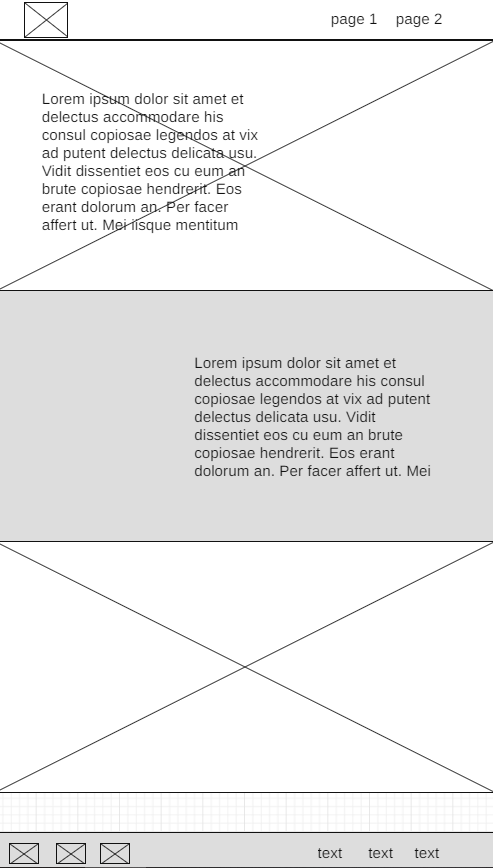 page 1 page 2
Lorem ipsum dolor sit amet et
delectus accommodare his
consul copiosae legendos at vix
ad putent delectus delicata usu.
Vidit dissentiet eos cu eum an
brute copiosae hendrerit. Eos
erant dolorum an. Per facer
affert ut. Mei iisque mentitum
Lorem ipsum dolor sit amet et
delectus accommodare his consul
copiosae legendos at vix ad putent
delectus delicata usu. Vidit
dissentiet eos cu eum an brute
copiosae hendrerit. Eos erant
dolorum an. Per facer affert ut. Mei
text text text